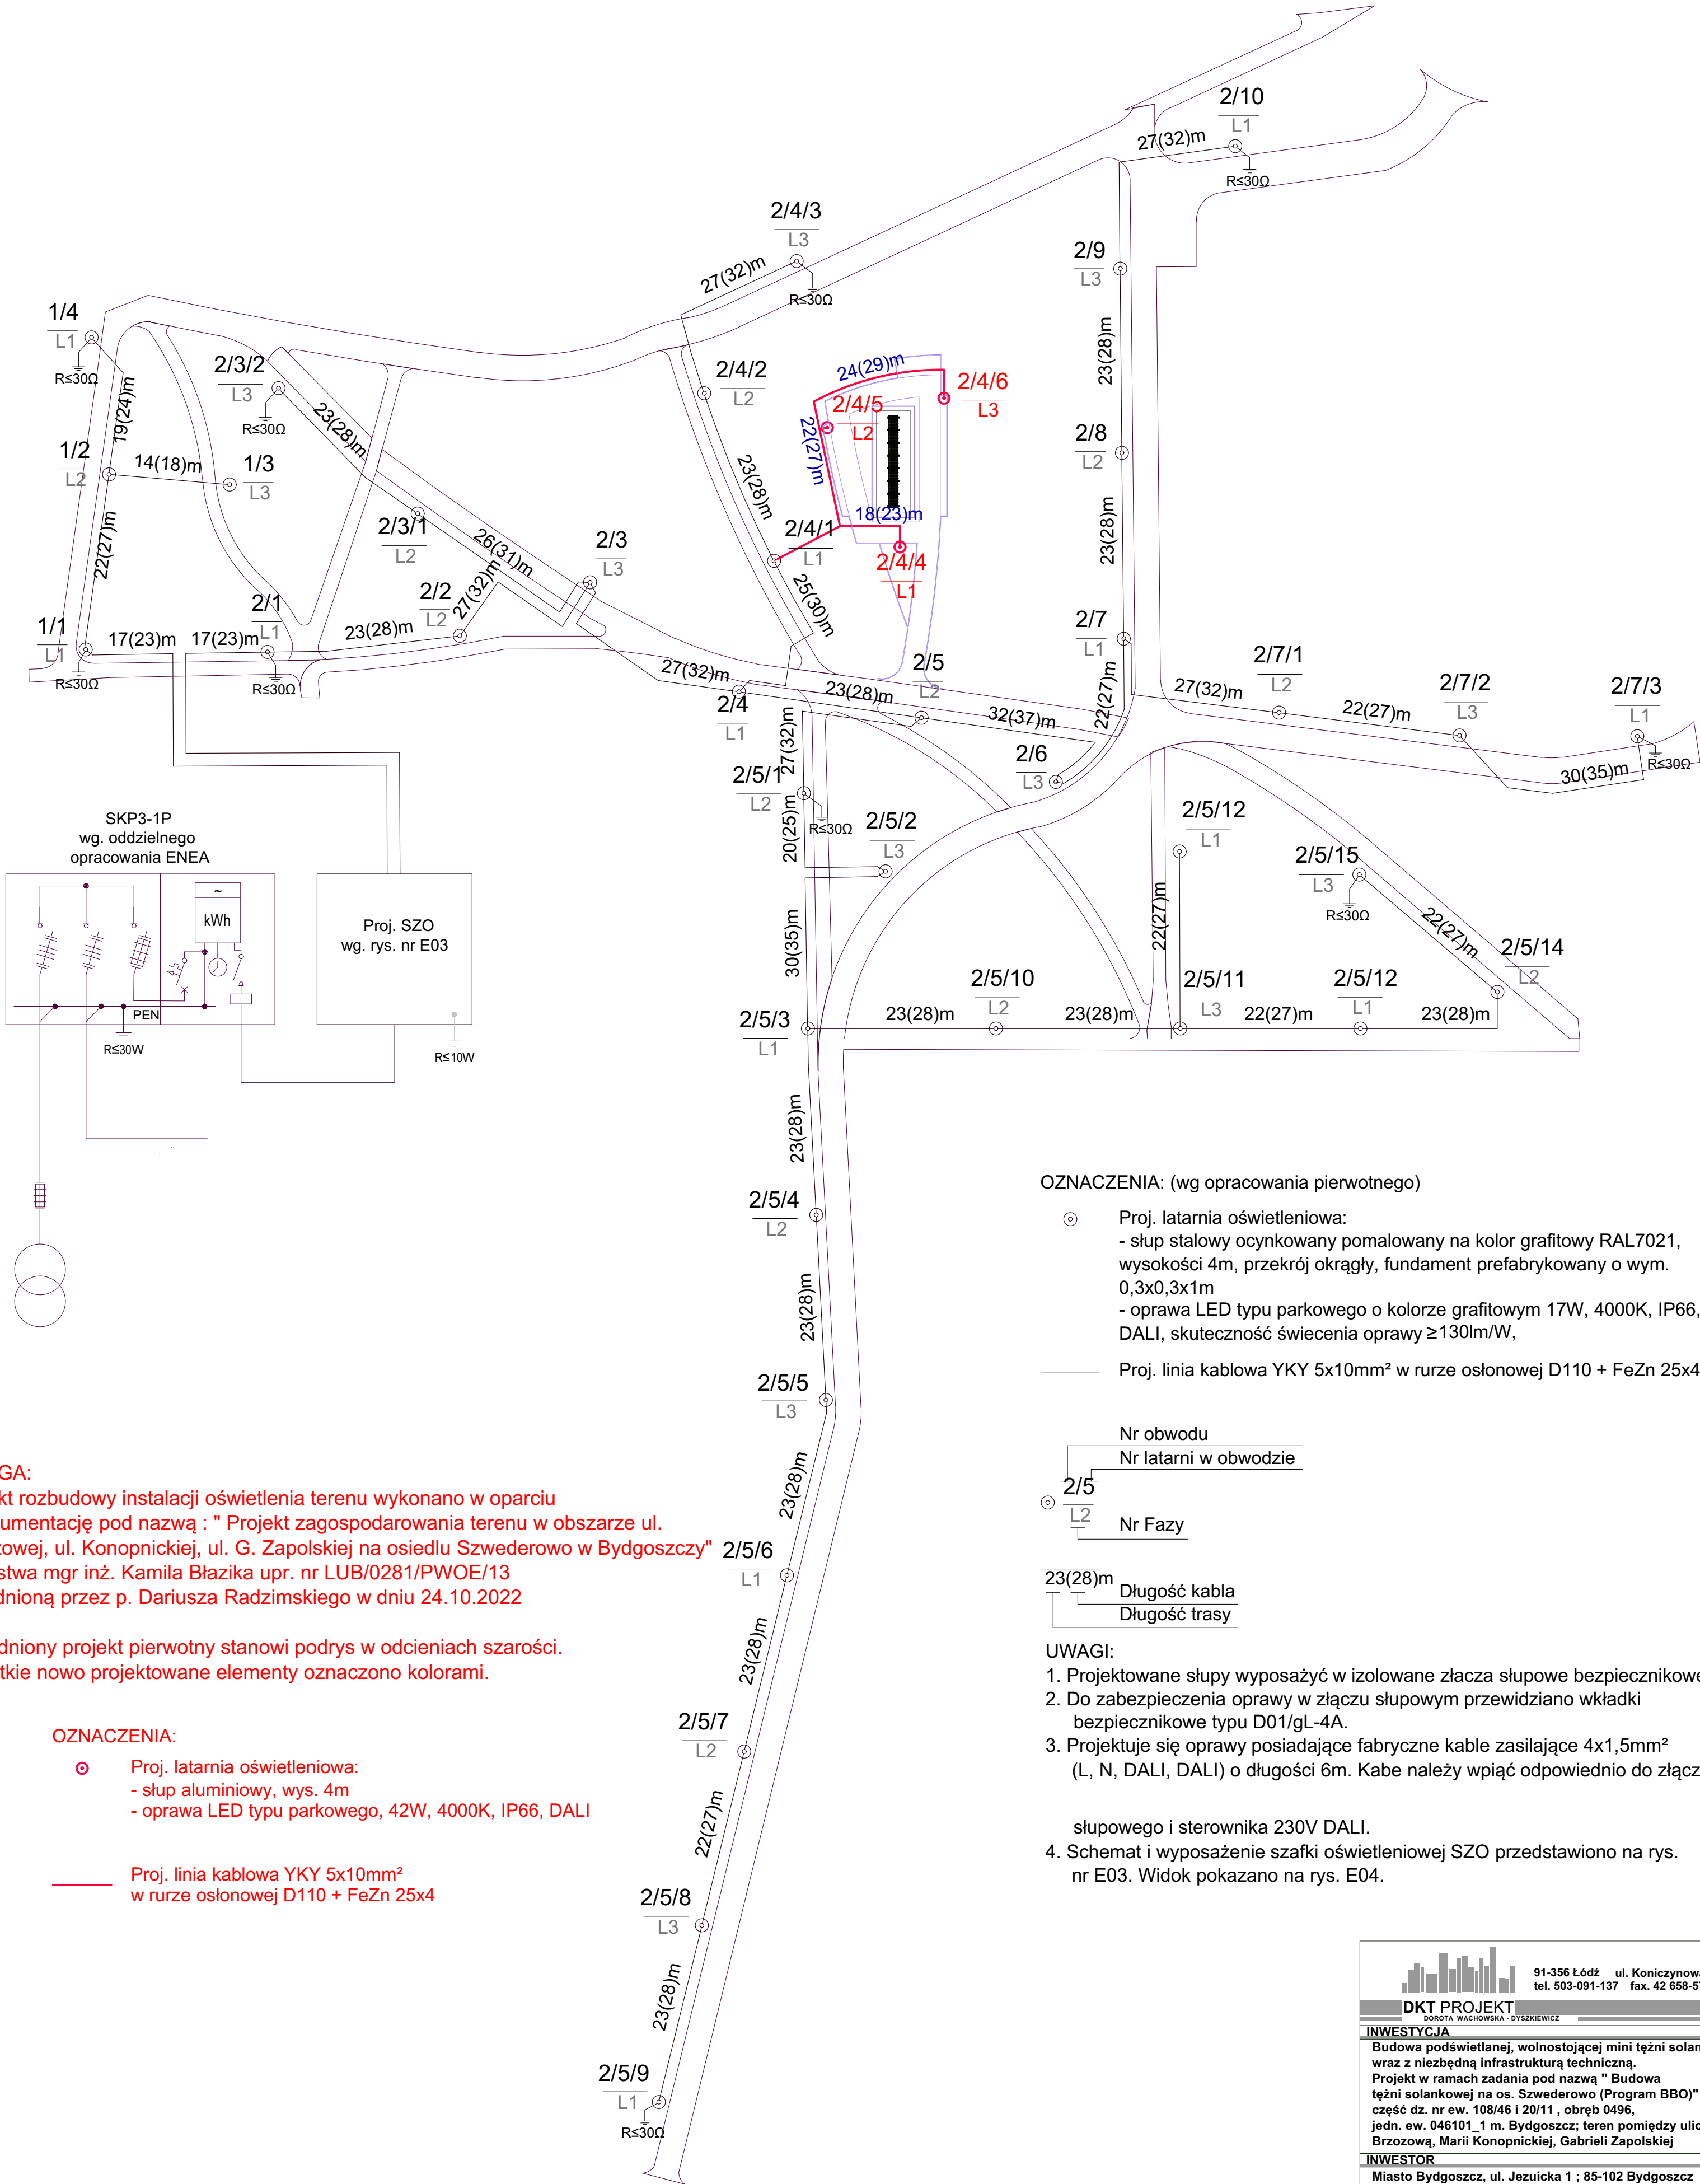 2/10
L1
27(32)m
R≤30Ω
2/4/3
L3
27(32)m
R≤30Ω
2/9
L3
23(28)m
1/4
L1
R≤30Ω
19(24)m
2/3/2
L3
R≤30Ω
23(28)m
2/4/2
L2
24(29)m
2/4/6
L3
2/4/5
L2
22(27)m
2/8
L2
23(28)m
1/2
L2
14(18)m
1/3
L3
22(27)m
2/3/1
L2
26(31)m
23(28)m
18(23)m
2/4/1
L1
2/4/4
L1
25(30)m
2/3
L3
2/2
L2
27(32)m
2/1
L1
23(28)m
1/1
L1
17(23)m
17(23)m
R≤30Ω
R≤30Ω
2/7
L1
22(27)m
27(32)m
2/4
L1
23(28)m
2/5
L2
32(37)m
2/7/1
L2
27(32)m
22(27)m
2/7/2
L3
2/7/3
L1
R≤30Ω
30(35)m
27(32)m
2/6
L3
2/5/1
L2
R≤30Ω
20(25)m
2/5/2
L3
2/5/12
L1
2/5/15
L3
R≤30Ω
22(27)m
22(27)m
2/5/14
L2
SKP3-1P
wg. oddzielnego
opracowania ENEA
~
kWh
PEN
R≤30W
Proj. SZO
wg. rys. nr E03
R≤10W
30(35)m
2/5/3
L1
23(28)m
2/5/10
L2
23(28)m
2/5/11
L3
22(27)m
2/5/12
L1
23(28)m
23(28)m
2/5/4
L2
23(28)m
2/5/5
L3
23(28)m
2/5/6
L1
23(28)m
2/5/7
L2
22(27)m
2/5/8
L3
23(28)m
2/5/9
L1
R≤30Ω
OZNACZENIA: (wg opracowania pierwotnego)
Proj. latarnia oświetleniowa:
- słup stalowy ocynkowany pomalowany na kolor grafitowy RAL7021,
wysokości 4m, przekrój okrągły, fundament prefabrykowany o wym.
0,3x0,3x1m
- oprawa LED typu parkowego o kolorze grafitowym 17W, 4000K, IP66,
DALI, skuteczność świecenia oprawy ≥130lm/W,
Proj. linia kablowa YKY 5x10mm² w rurze osłonowej D110 + FeZn 25x4
Nr obwodu
Nr latarni w obwodzie
2/5
L2
Nr Fazy
23(28)m
Długość kabla
Długość trasy
UWAGI:
1. Projektowane słupy wyposażyć w izolowane złacza słupowe bezpiecznikowe
2. Do zabezpieczenia oprawy w złączu słupowym przewidziano wkładki
bezpiecznikowe typu D01/gL-4A.
3. Projektuje się oprawy posiadające fabryczne kable zasilające 4x1,5mm²
(L, N, DALI, DALI) o długości 6m. Kabe należy wpiąć odpowiednio do złącz
słupowego i sterownika 230V DALI.
4. Schemat i wyposażenie szafki oświetleniowej SZO przedstawiono na rys.
nr E03. Widok pokazano na rys. E04.
GA:
kt rozbudowy instalacji oświetlenia terenu wykonano w oparciu
umentację pod nazwą : " Projekt zagospodarowania terenu w obszarze ul.
owej, ul. Konopnickiej, ul. G. Zapolskiej na osiedlu Szwederowo w Bydgoszczy"
stwa mgr inż. Kamila Błazika upr. nr LUB/0281/PWOE/13
dnioną przez p. Dariusza Radzimskiego w dniu 24.10.2022
dniony projekt pierwotny stanowi podrys w odcieniach szarości.
tkie nowo projektowane elementy oznaczono kolorami.
OZNACZENIA:
Proj. latarnia oświetleniowa:
- słup aluminiowy, wys. 4m
- oprawa LED typu parkowego, 42W, 4000K, IP66, DALI
Proj. linia kablowa YKY 5x10mm²
w rurze osłonowej D110 + FeZn 25x4
91-356 Łódź ul. Koniczynowa
tel. 503-091-137 fax. 42 658-5
DKT PROJEKT
DOROTA WACHOWSKA - DYSZKIEWICZ
INWESTYCJA
Budowa podświetlanej, wolnostojącej mini tężni solan
wraz z niezbędną infrastrukturą techniczną.
Projekt w ramach zadania pod nazwą " Budowa
tężni solankowej na os. Szwederowo (Program BBO)"
część dz. nr ew. 108/46 i 20/11 , obręb 0496,
jedn. ew. 046101_1 m. Bydgoszcz; teren pomiędzy ulic
Brzozową, Marii Konopnickiej, Gabrieli Zapolskiej
INWESTOR
Miasto Bydgoszcz, ul. Jezuicka 1 ; 85-102 Bydgoszcz